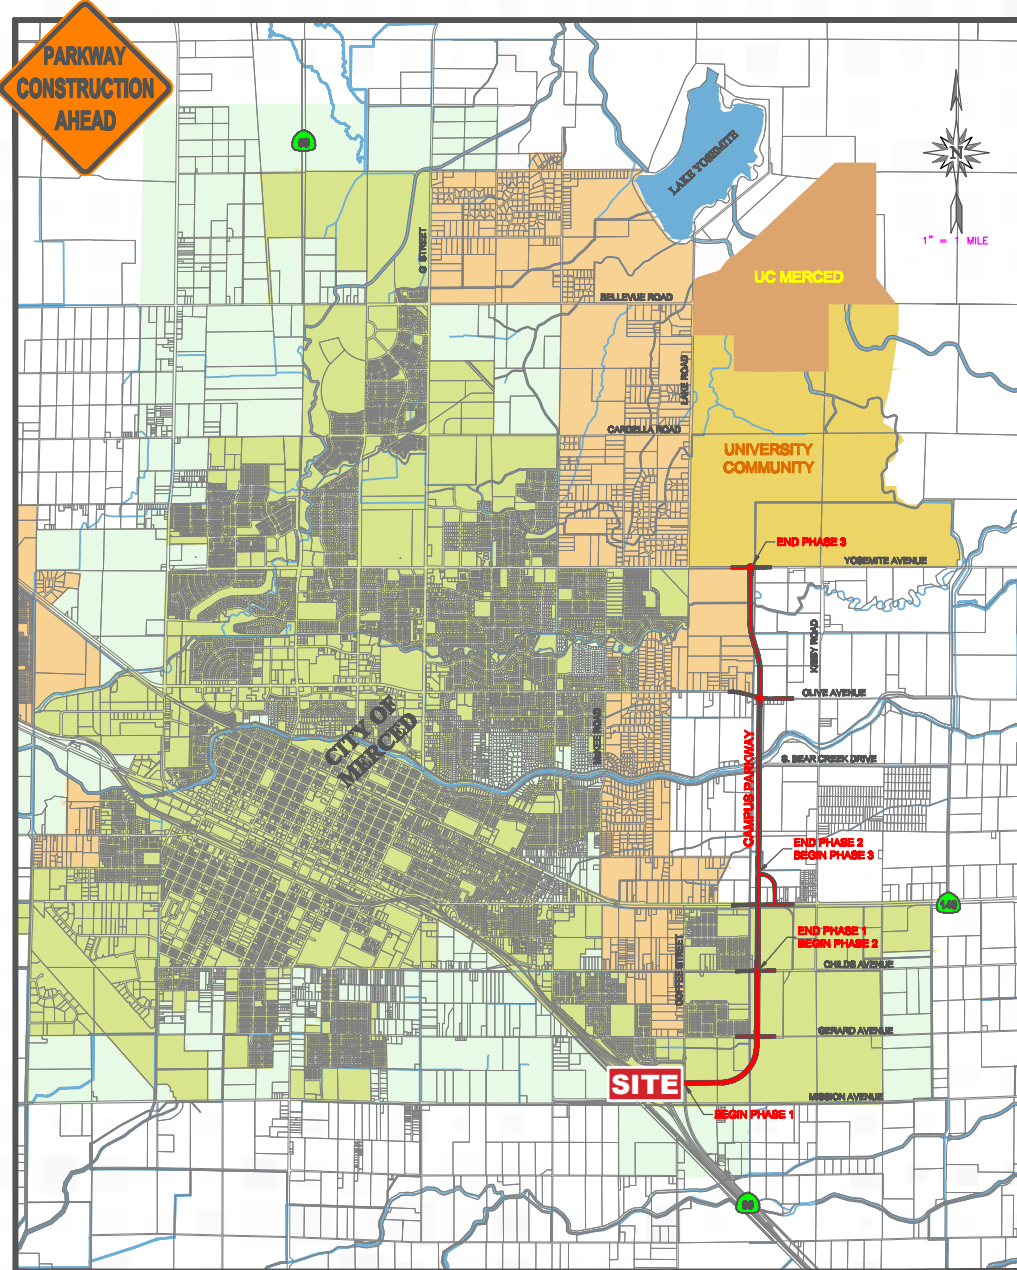 PARKWAY
CONSTRUCTION
AHEAD
59
LAKE YOSEMITE
N
1" = 1 MILE
G STREET
UC MERCED
BELLEVUE ROAD
LAKE ROAD
CARDELLA ROAD
UNIVERSITY
COMMUNITY
END PHASE 3
YOSEMITE AVENUE
KIBBY ROAD
OLIVE AVENUE
CITY OF
MERCED
MCKEE ROAD
CAMPUS PARKWAY
S. BEAR CREEK DRIVE
END PHASE 2
BEGIN PHASE 3
140
END PHASE 1
BEGIN PHASE 2
CHILDS AVENUE
COFFEE STREET
GERARD AVENUE
SITE
MISSION AVENUE
BEGIN PHASE 1